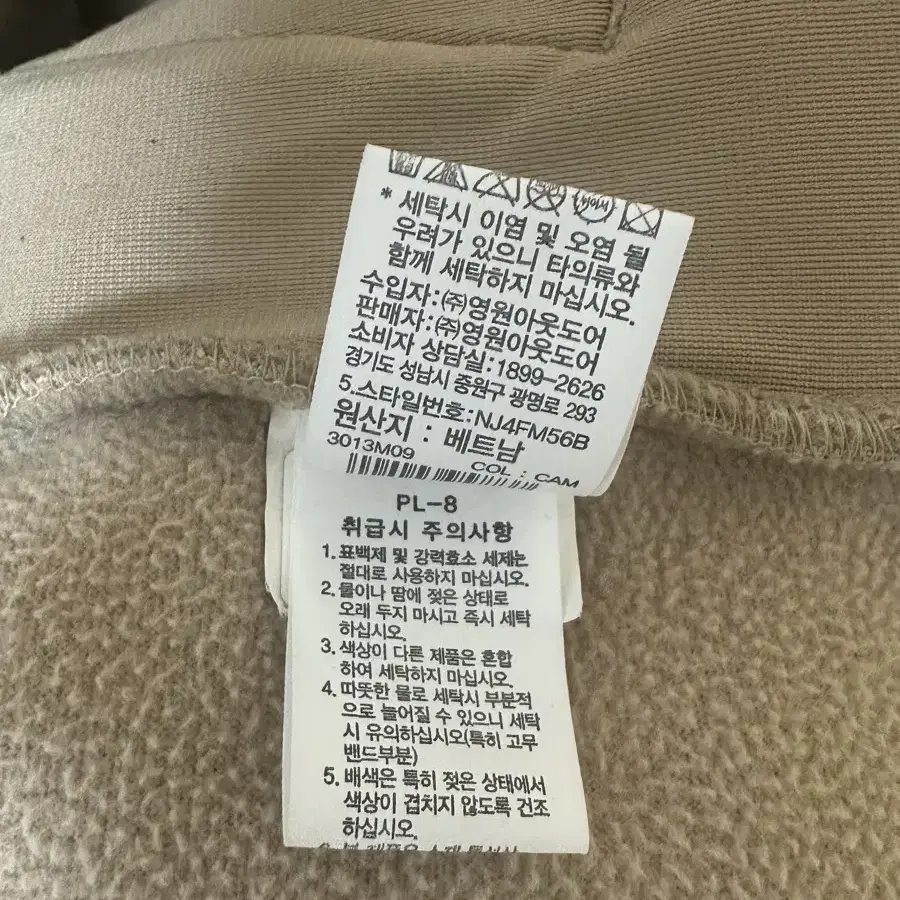 뉘어서
* 세탁시 이염 및 오염 될
우려가 있으니 타의류와
함께 세탁하지 마십시오.
수입자:㈜영원아웃도어
판매자:㈜영원아웃도어
소비자 상담실:1899-2626
경기도 성남시 중원구 광명로 293
5.스타일번호:NJ4FM56B
원산지 : 베트남
3013M09 COL : CAM
PL-8
취급시 주의사항
1.표백제 및 강력효소 세제는
절대로 사용하지 마십시오.
2.물이나 땀에 젖은 상태로
오래 두지 마시고 즉시 세탁
하십시오.
3.색상이 다른 제품은 혼합
하여 세탁하지 마십시오.
4.따뜻한 물로 세탁시 부분적
으로 늘어질 수 있으니 세탁
시 유의하십시오(특히 고무
밴드부분)
5.배색은 특히 젖은 상태에서
색상이 겹치지 않도록 건조
하십시오.